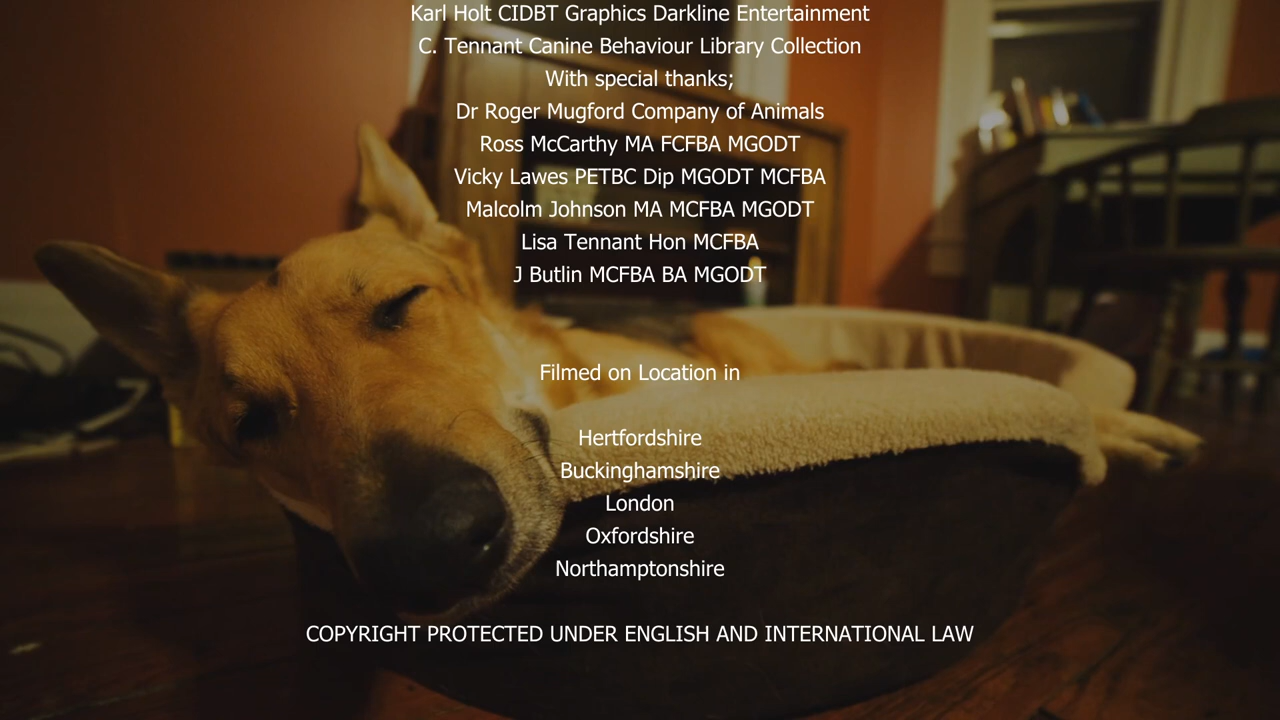 Karl Holt CIDBT Graphics Darkline Entertainment
C. Tennant Canine Behaviour Library Collection
With special thanks;
Dr Roger Mugford Company of Animals
Ross McCarthy MA FCFBA MGODT
Vicky Lawes PETBC Dip MGODT MCFBA
Malcolm Johnson MA MCFBA MGODT
Lisa Tennant Hon MCFBA
J Butlin MCFBA BA MGODT
Filmed on Location in
Hertfordshire
Buckinghamshire
London
Oxfordshire
Northamptonshire
COPYRIGHT PROTECTED UNDER ENGLISH AND INTERNATIONAL LAW